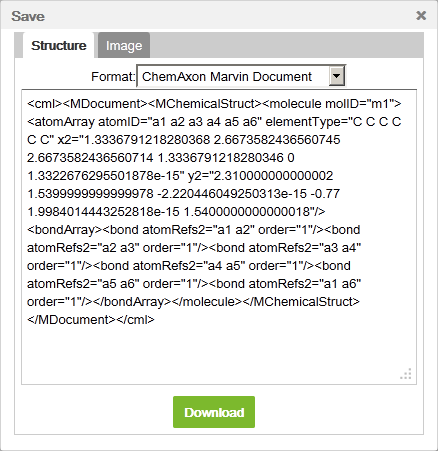 Save
Structure Image
Format: ChemAxon Marvin Document
<cml><MDocument><MChemicalStruct><molecule molID="m1">
<atomArray atomID="a1 a2 a3 a4 a5 a6" elementType="C C C C
C C" x2="1.3336791218280368 2.6673582436560745
2.6673582436560714 1.3336791218280346 0
1.3322676295501878e-15" y2="2.310000000000002
1.5399999999999978 -2.220446049250313e-15 -0.77
1.9984014443252818e-15 1.5400000000000018"/>
<bondArray><bond atomRefs2="a1 a2" order="1"/><bond
atomRefs2="a2 a3" order="1"/><bond atomRefs2="a3 a4"
order="1"/><bond atomRefs2="a4 a5" order="1"/><bond
atomRefs2="a5 a6" order="1"/><bond atomRefs2="a1 a6"
order="1"/></bondArray></molecule></MChemicalStruct>
</MDocument></cml>
Download